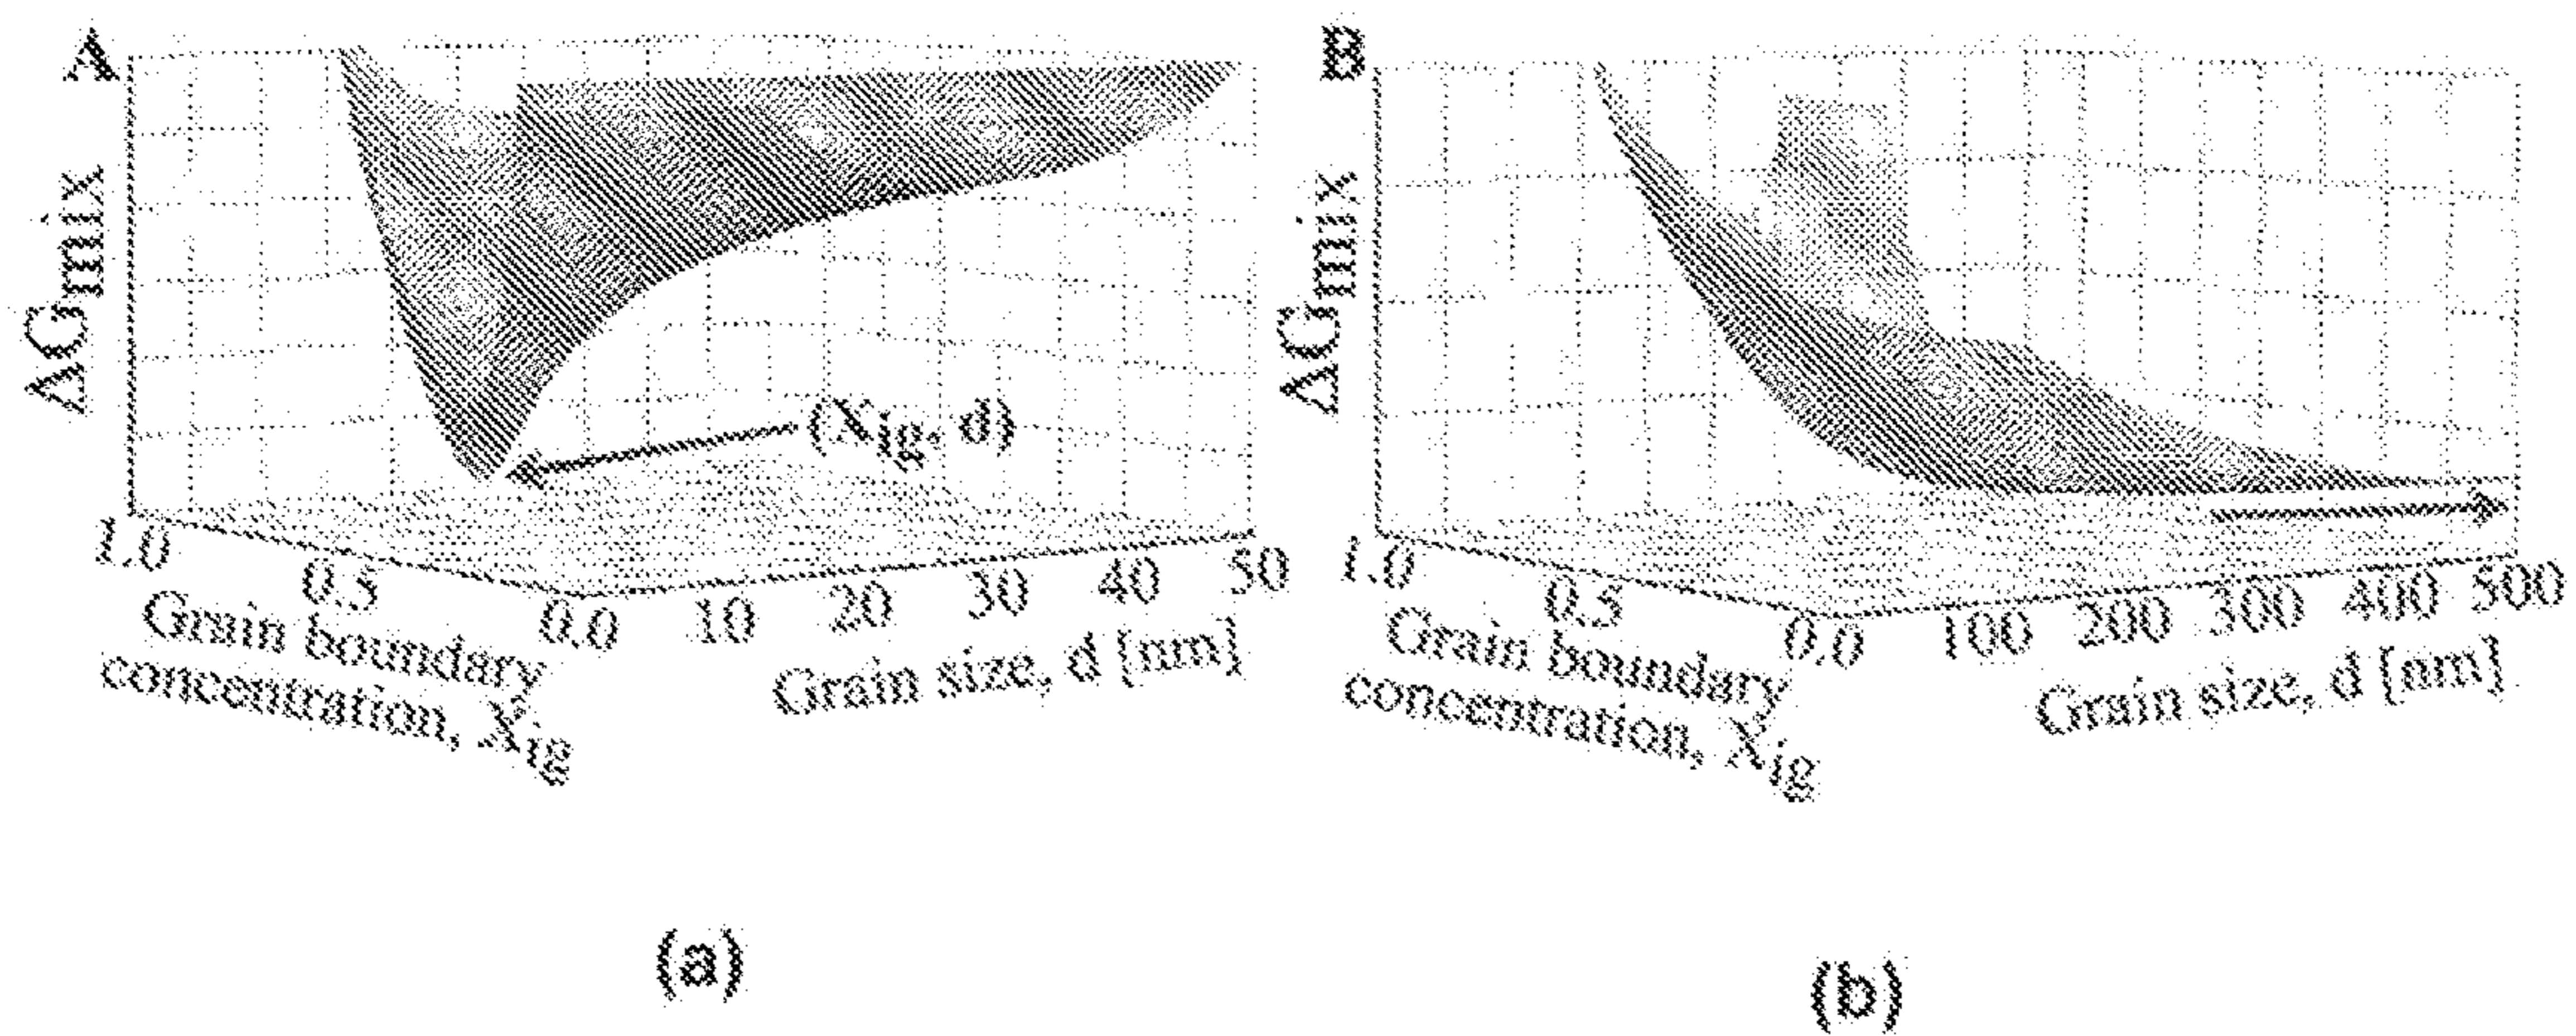 A
ΔGmix
(Xig, d)
1.0
0.5
0.0
10
20
30
40
50
Grain boundary
concentration, Xig
Grain size, d [nm]
(a)
B
ΔGmix
1.0
0.5
0.0
100
200
300
400
500
Grain boundary
concentration, Xig
Grain size, d [nm]
(b)